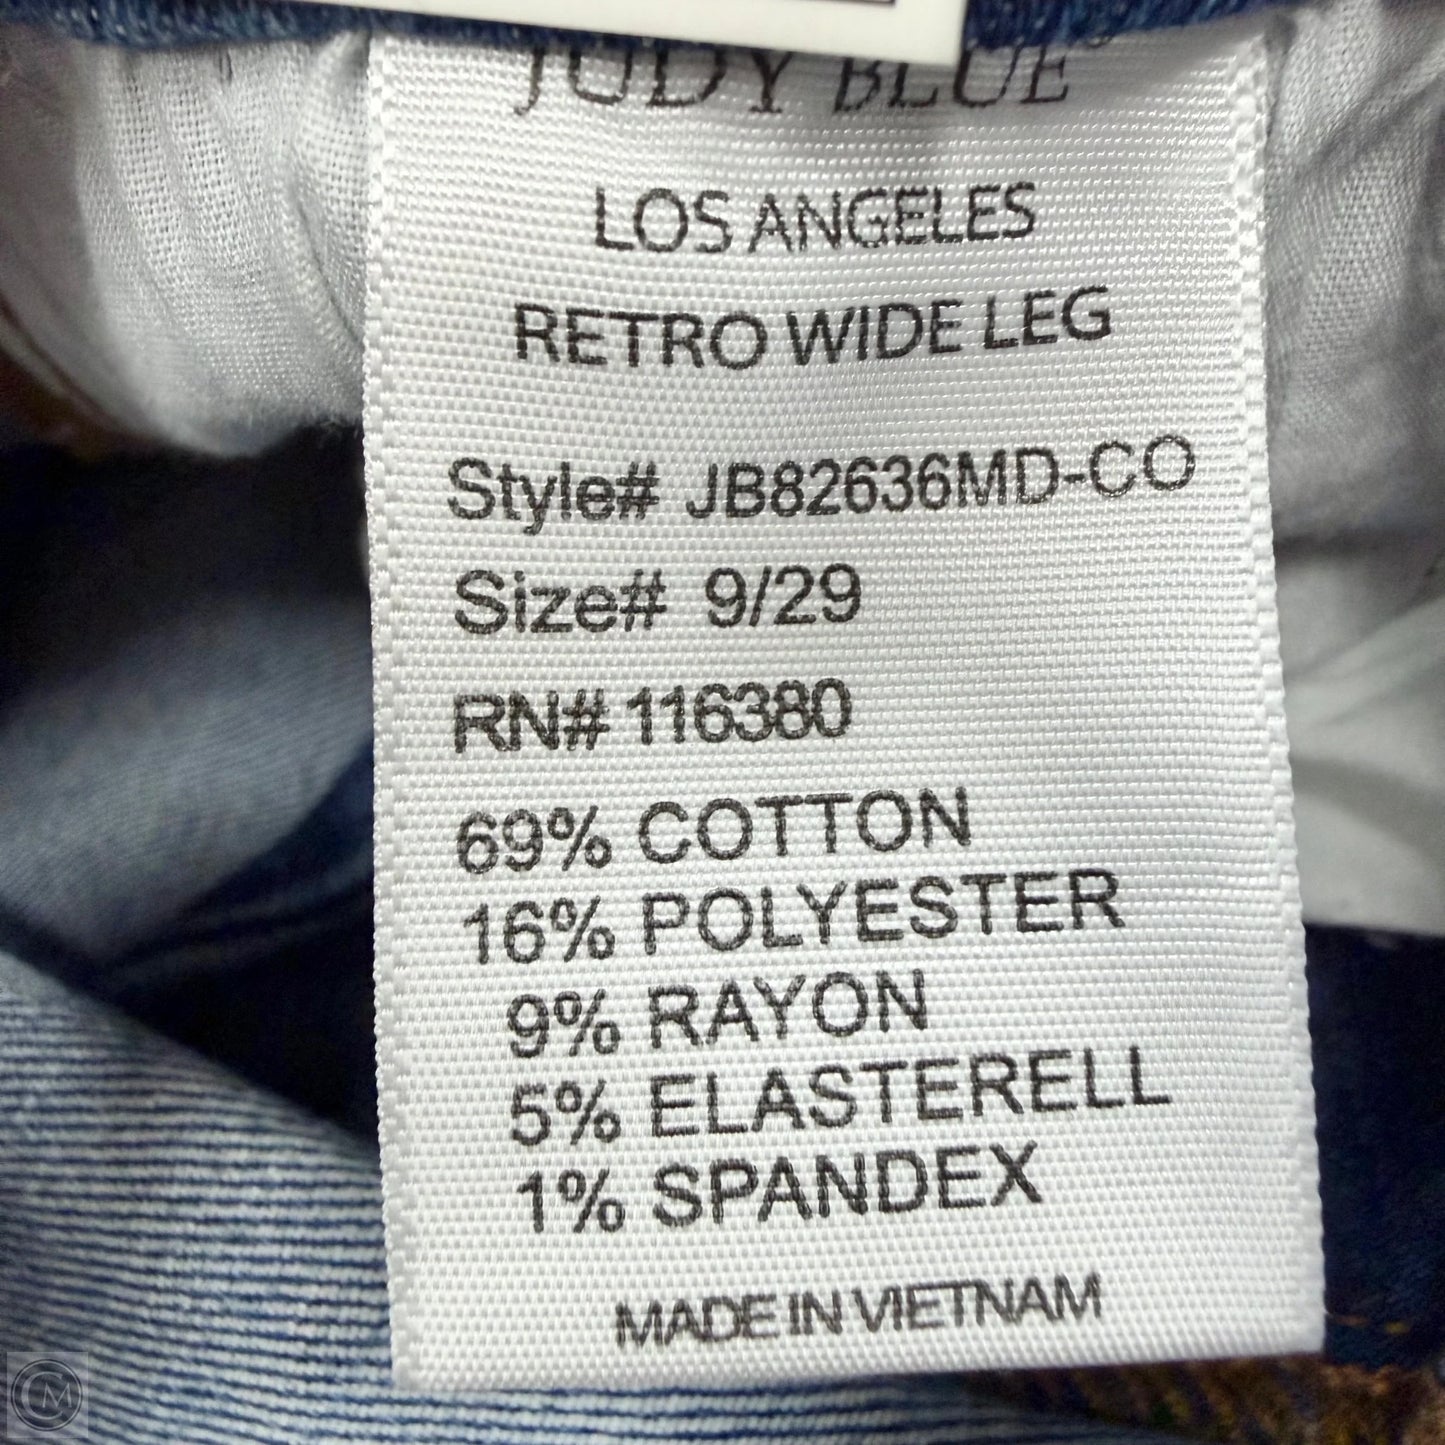 JUDY BLUE
LOS ANGELES
RETRO WIDE LEG
Style# JB82636MD-CO
Size# 9/29
RN# 116380
69% COTTON
16% POLYESTER
9% RAYON
5% ELASTERELL
1% SPANDEX
MADE IN VIETNAM
CM